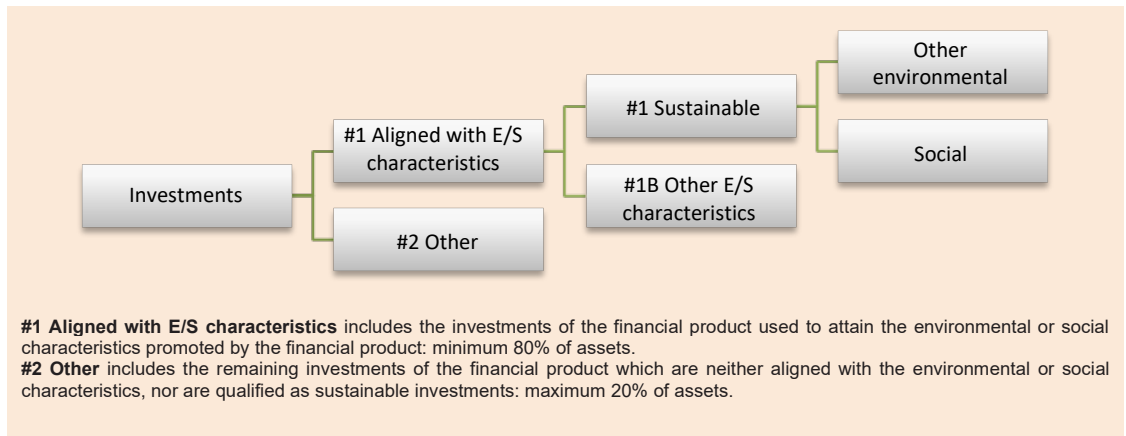 Other
environmental
#1 Sustainable
#1 Aligned with E/S
characteristics
Social
Investments
#1B Other E/S
characteristics
#2 Other
#1 Aligned with E/S characteristics includes the investments of the financial product used to attain the environmental or social
characteristics promoted by the financial product: minimum 80% of assets.
#2 Other includes the remaining investments of the financial product which are neither aligned with the environmental or social
characteristics, nor are qualified as sustainable investments: maximum 20% of assets.